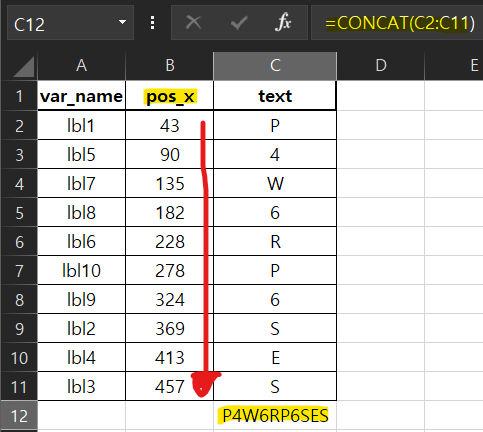 C12 fx =CONCAT(C2:C11)
A B C D E
1 var_name pos_x text
2 lbl1 43 P
3 lbl5 90 4
4 lbl7 135 W
5 lbl8 182 6
6 lbl6 228 R
7 lbl10 278 P
8 lbl9 324 6
9 lbl2 369 S
10 lbl4 413 E
11 lbl3 457 S
12 P4W6RP6SES